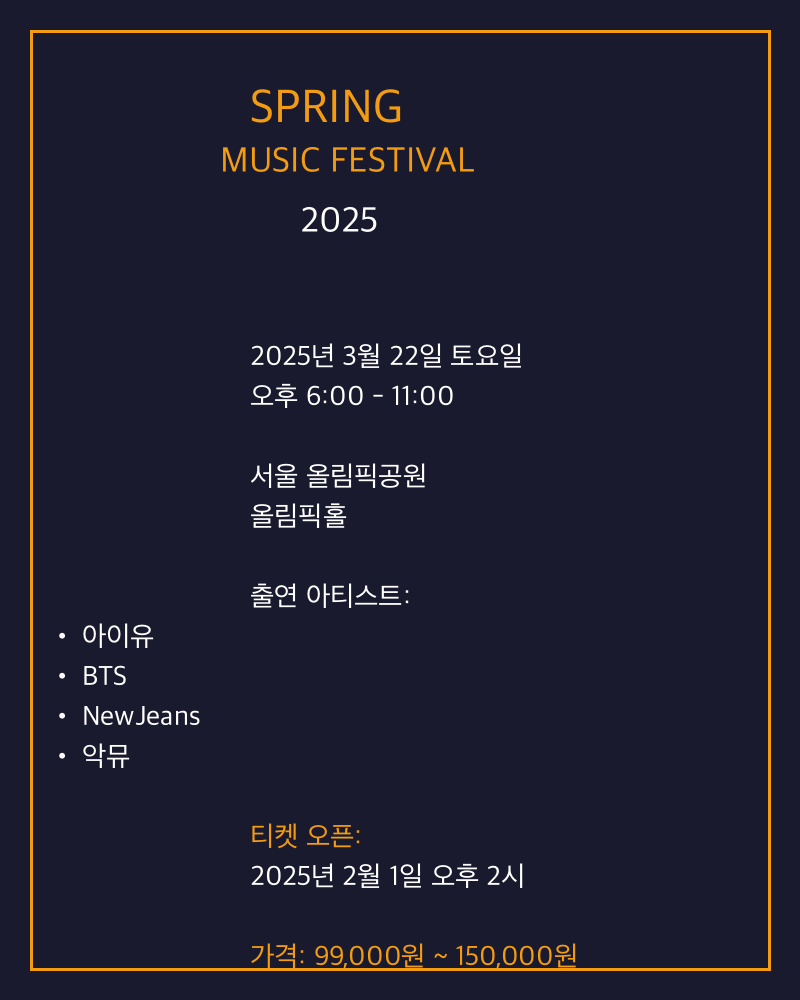 SPRING
MUSIC FESTIVAL
2025
2025년 3월 22일 토요일
오후 6:00 - 11:00
서울 올림픽공원
올림픽홀
출연 아티스트:
• 아이유
• BTS
• NewJeans
• 악뮤
티켓 오픈:
2025년 2월 1일 오후 2시
가격: 99,000원 ~ 150,000원